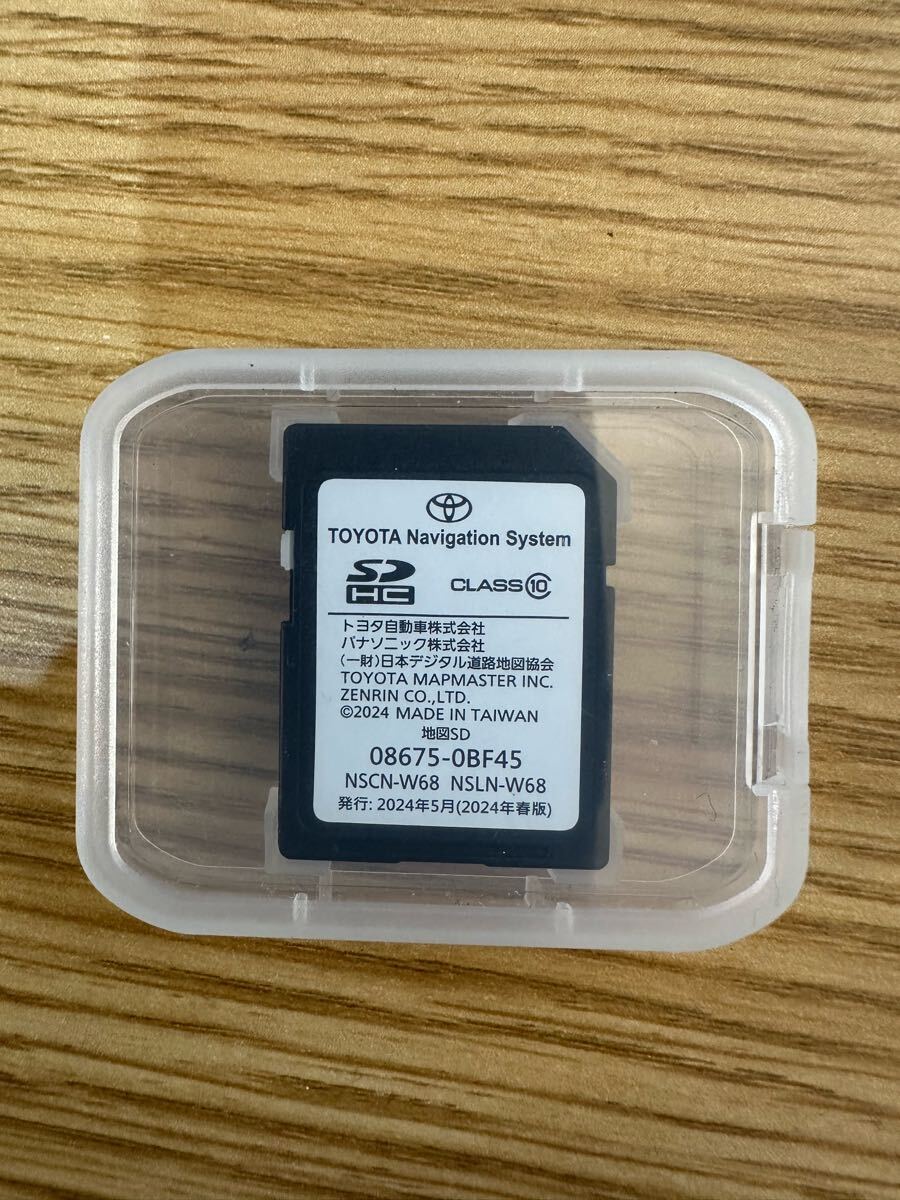 TOYOTA Navigation System
SD HC CLASS 10
トヨタ自動車株式会社
パナソニック株式会社
(一財)日本デジタル道路地図協会
TOYOTA MAPMASTER INC.
ZENRIN CO.,LTD.
©2024 MADE IN TAIWAN
地図SD
08675-0BF45
NSCN-W68 NSLN-W68
発行: 2024年5月(2024年春版)